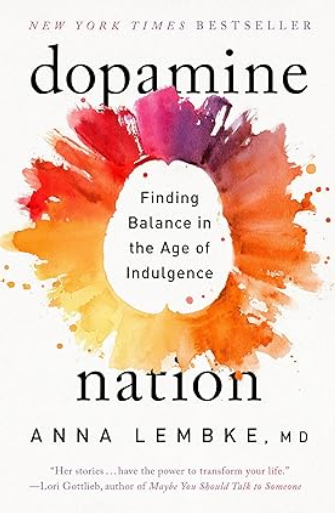 NEW YORK TIMES BESTSELLER
dopamine
Finding
Balance in
the Age of
Indulgence
nation
ANNA LEMBKE, MD
"Her stories . . . have the power to transform your life."
—Lori Gottlieb, author of Maybe You Should Talk to Someone